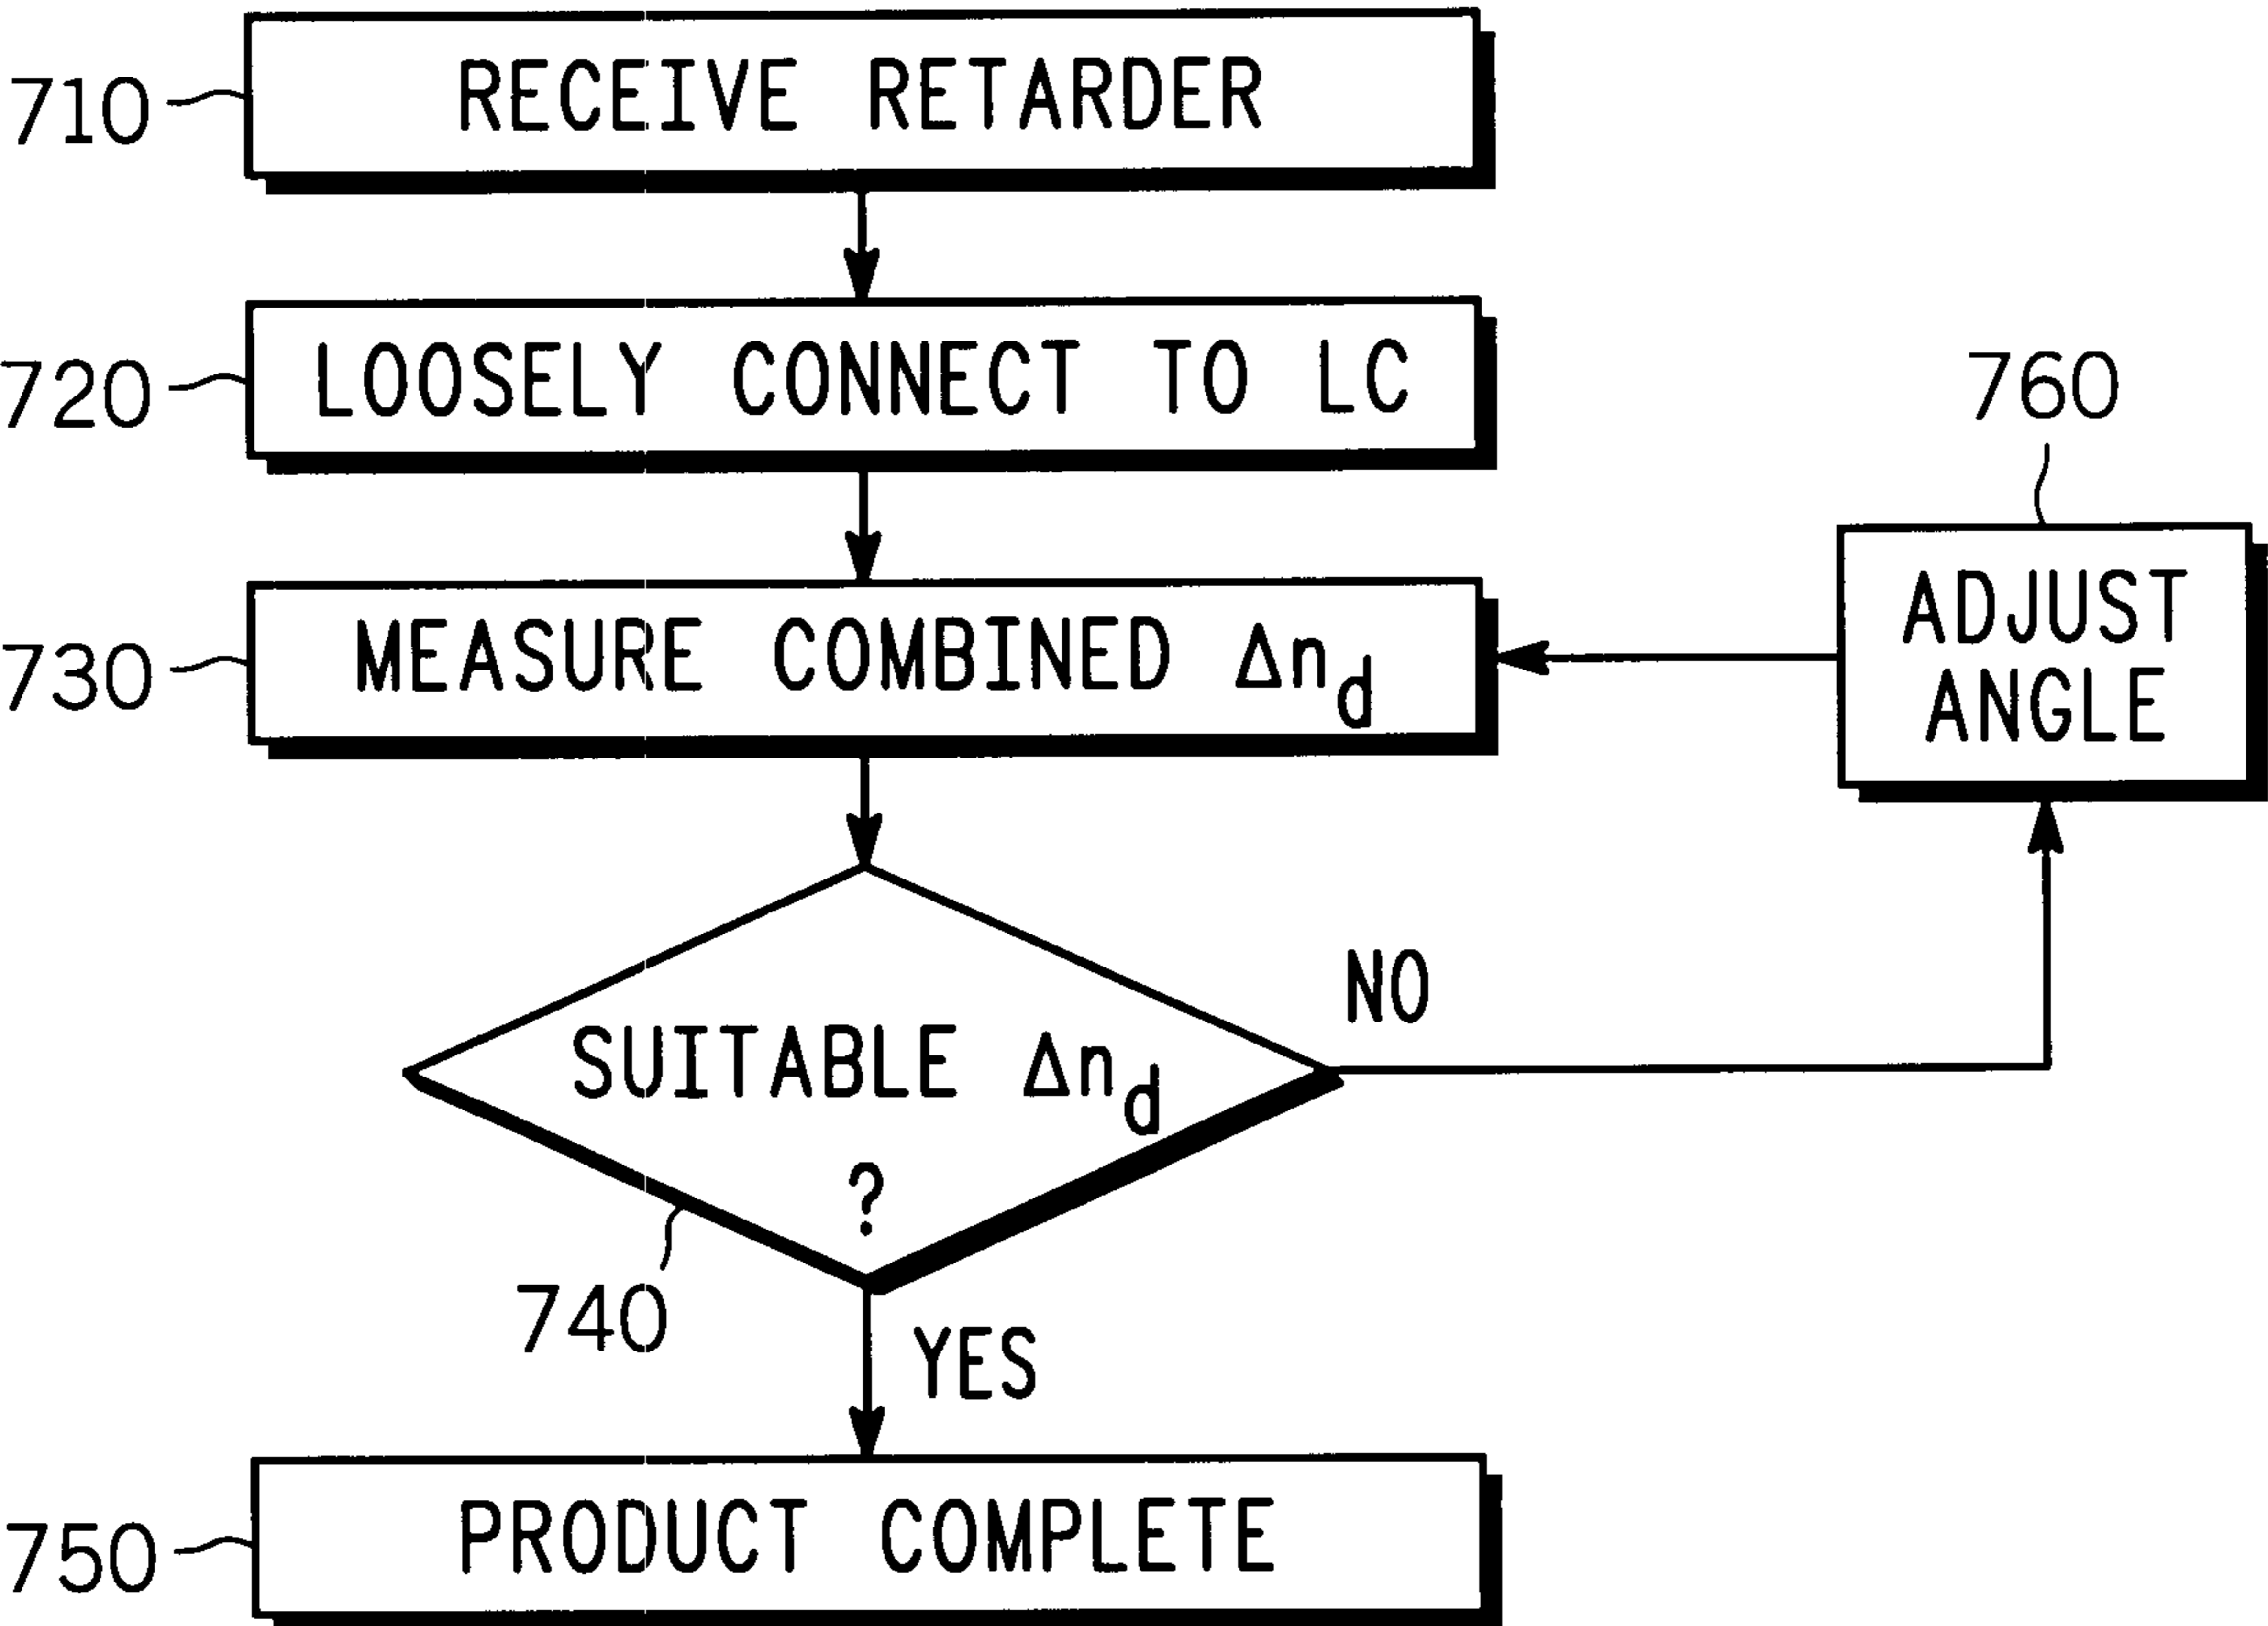 710
RECEIVE RETARDER
720
LOOSELY CONNECT TO LC
760
730
MEASURE COMBINED Δnd
ADJUST
ANGLE
NO
SUITABLE Δnd
?
740
YES
750
PRODUCT COMPLETE